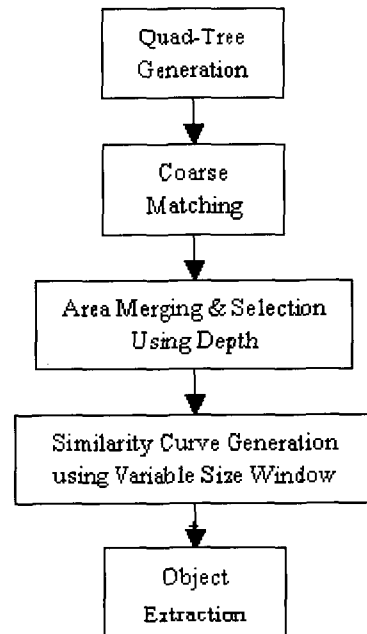 Quad-Tree
Generation
Coarse
Matching
Area Merging & Selection
Using Depth
Similarity Curve Generation
using Variable Size Window
Object
Extraction